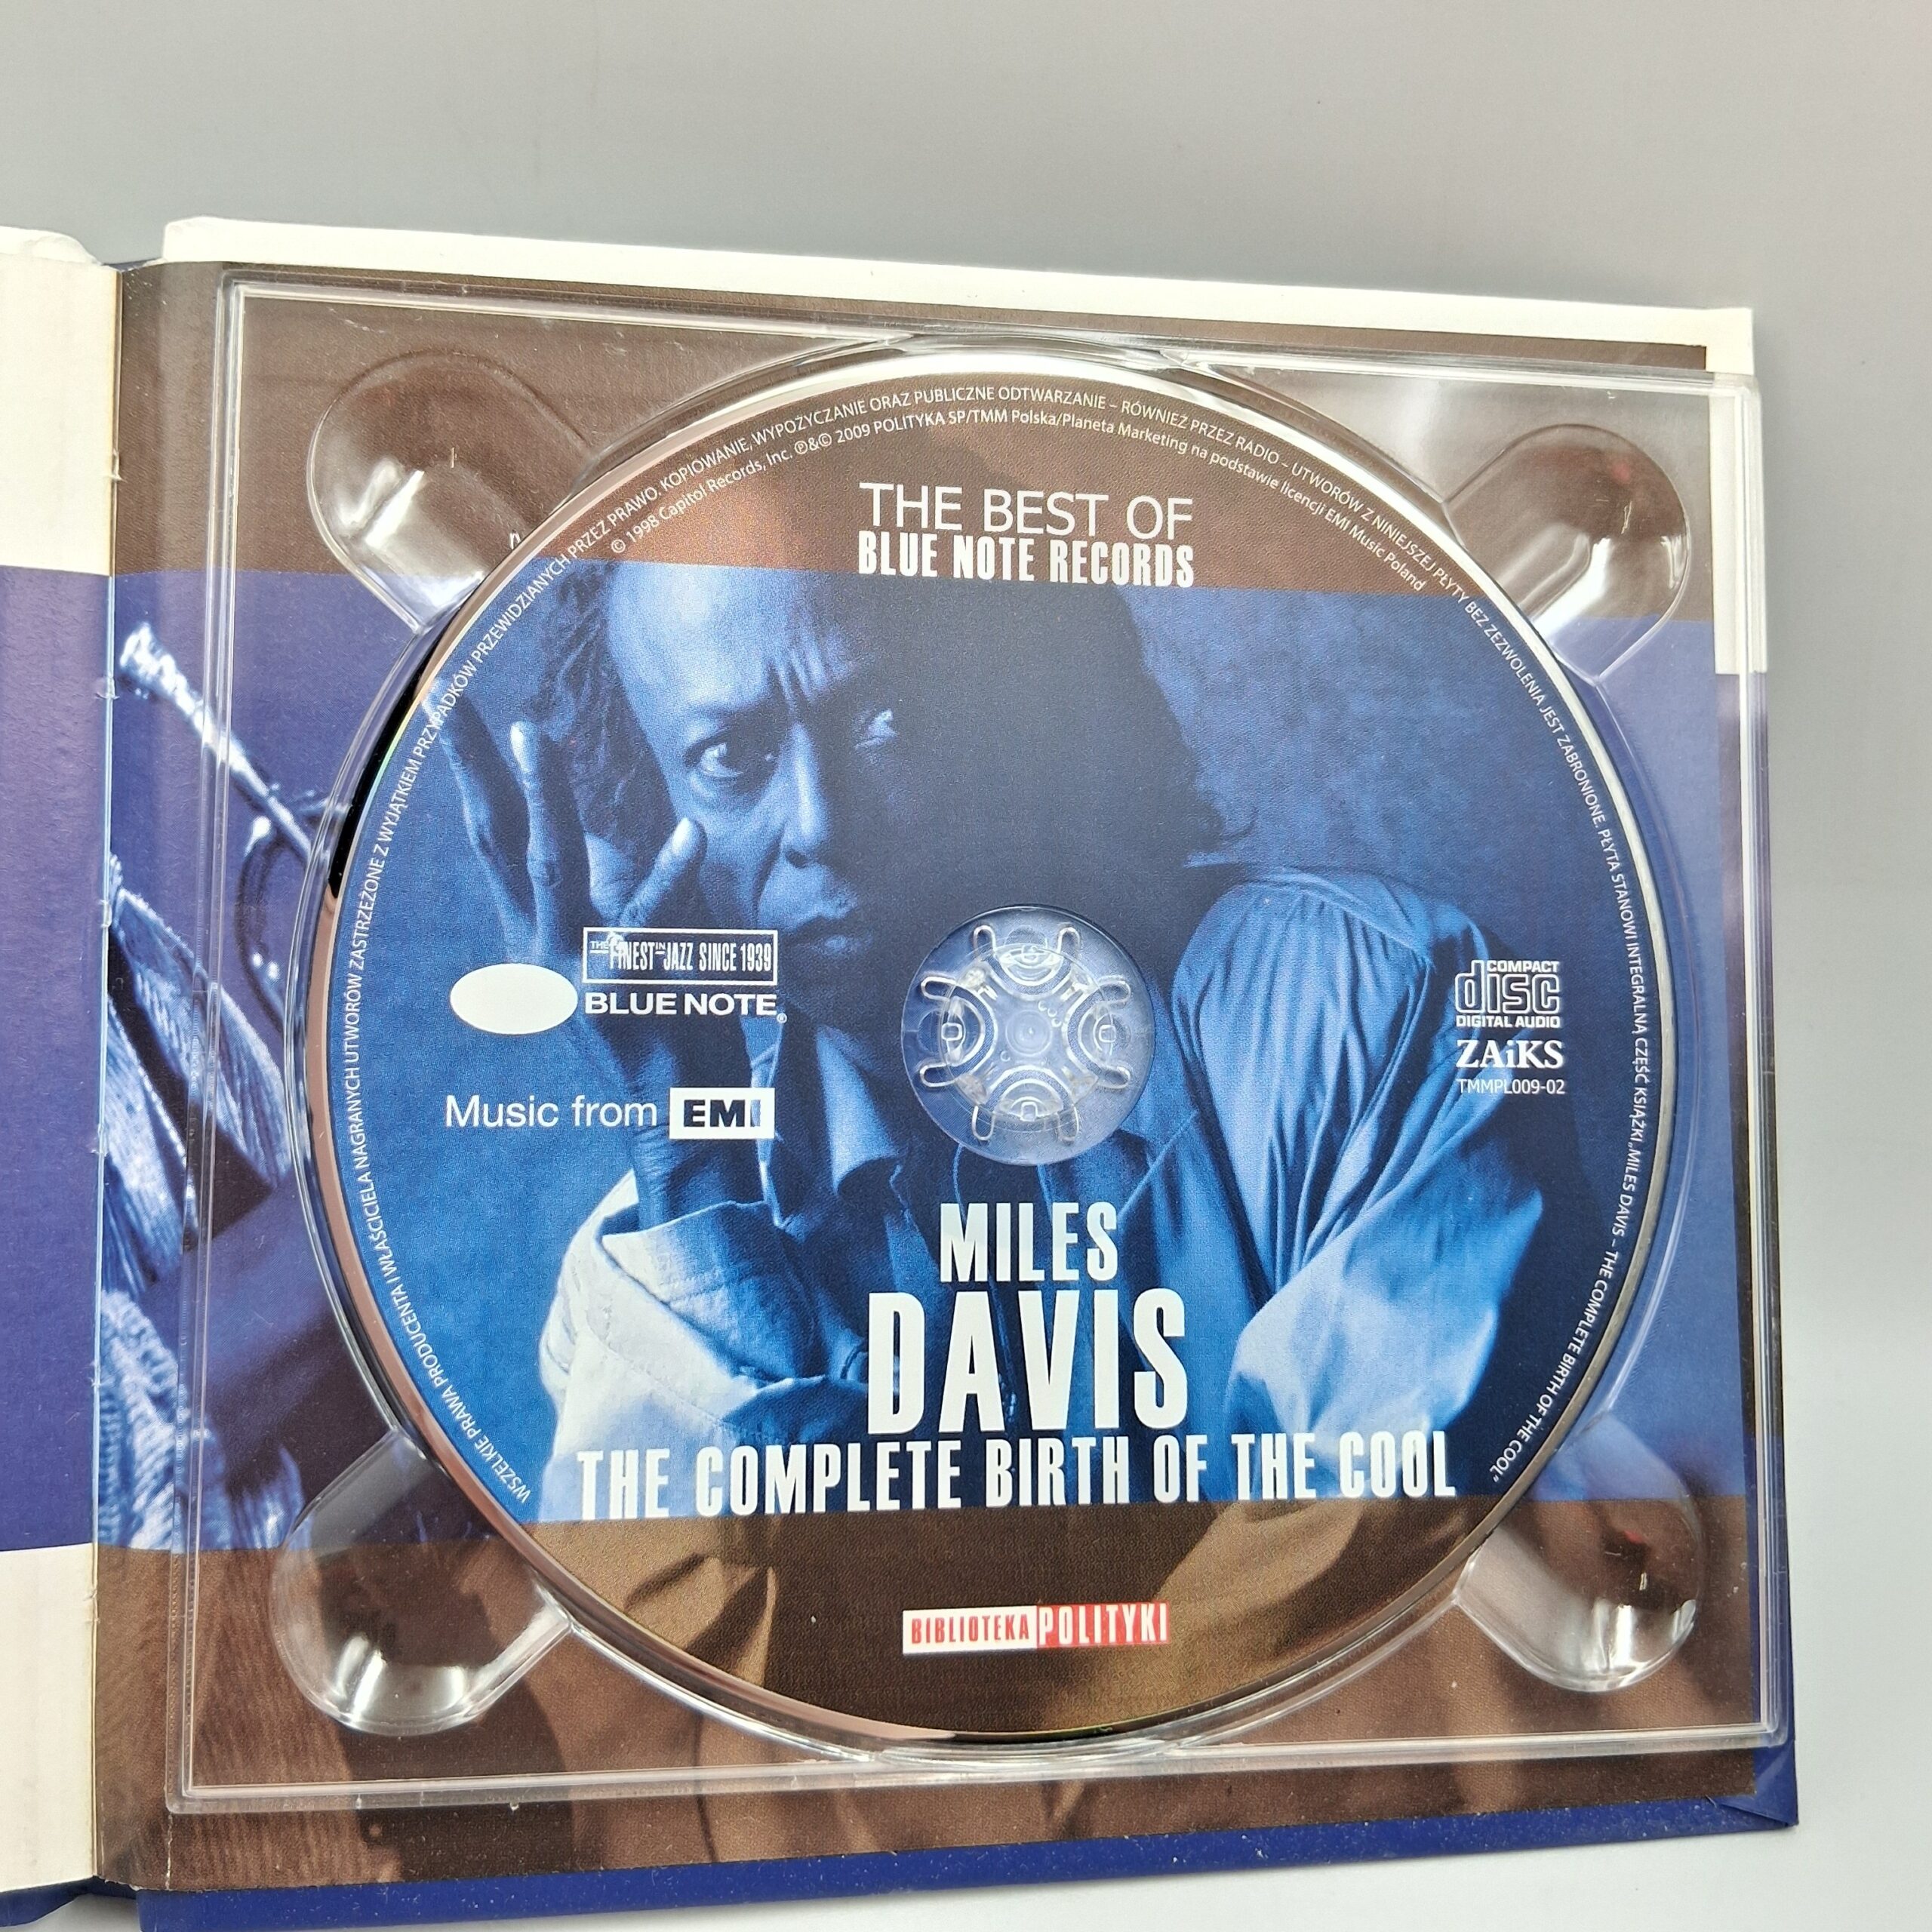 WSZELKIE PRAWA PRODUCENTA I WŁAŚCICIELA NAGRANYCH UTWORÓW ZASTRZEŻONE Z WYJĄTKIEM PRZYPADKÓW PRZEWIDZIANYCH PRZEZ PRAWO. KOPIOWANIE, WYPOŻYCZANIE ORAZ PUBLICZNE ODTWARZANIE – RÓWNIEŻ PRZEZ RADIO – UTWORÓW Z NINIEJSZEJ PŁYTY BEZ ZEZWOLENIA JEST ZABRONIONE. PŁYTA STANOWI INTEGRALNĄ CZĘŚĆ KSIĄŻKI „MILES DAVIS – THE COMPLETE BIRTH OF THE COOL”
© 1998 Capitol Records, Inc. ℗&© 2009 POLITYKA SP/TMM Polska/Planeta Marketing na podstawie licencji EMI Music Poland
THE BEST OF
BLUE NOTE RECORDS
THE FINEST IN JAZZ SINCE 1939
BLUE NOTE®
Music from EMI
COMPACT
disc
DIGITAL AUDIO
ZAiKS
TMMPL009-02
MILES
DAVIS
THE COMPLETE BIRTH OF THE COOL
BIBLIOTEKA POLITYKI